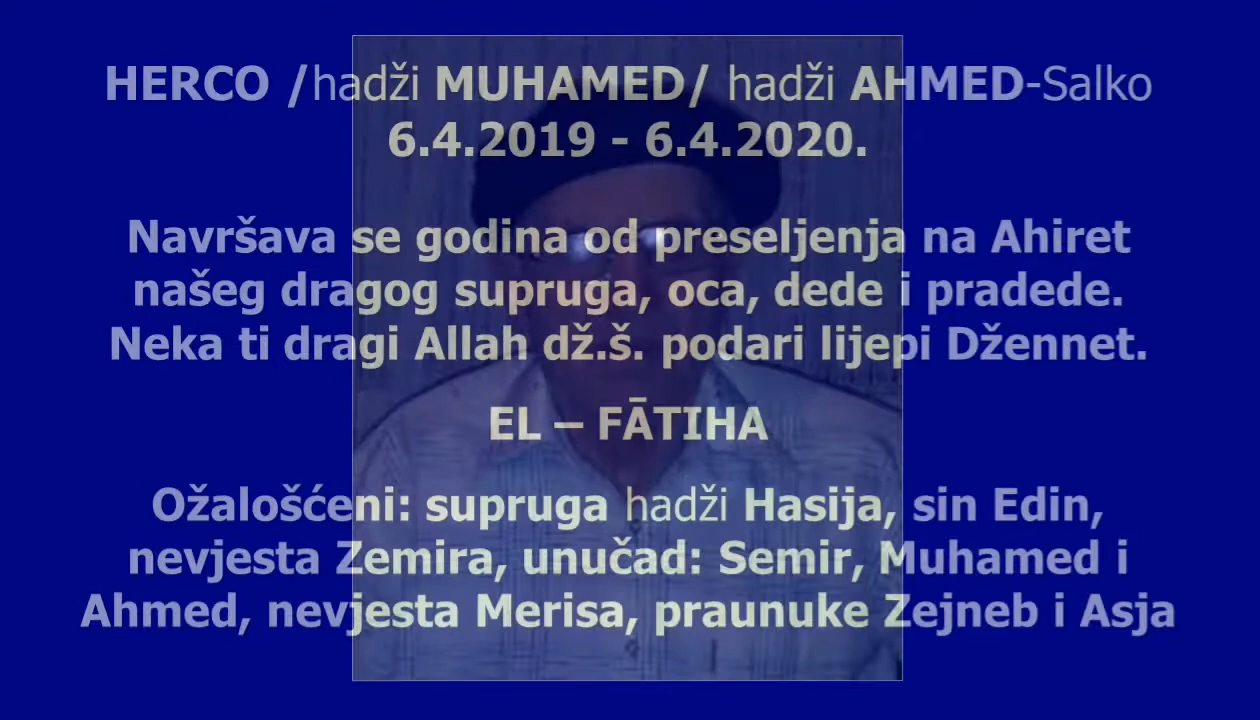 HERCO /hadži MUHAMED/ hadži AHMED-Salko
6.4.2019 - 6.4.2020.
Navršava se godina od preseljenja na Ahiret
našeg dragog supruga, oca, dede i pradede.
Neka ti dragi Allah dž.š. podari lijepi Džennet.
EL – FĀTIHA
Ožalošćeni: supruga hadži Hasija, sin Edin,
nevjesta Zemira, unučad: Semir, Muhamed i
Ahmed, nevjesta Merisa, praunuke Zejneb i Asja